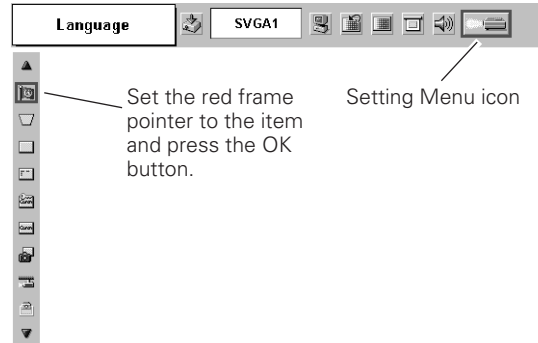 Language
SVGA1
Set the red frame
pointer to the item
and press the OK
button.
Setting Menu icon